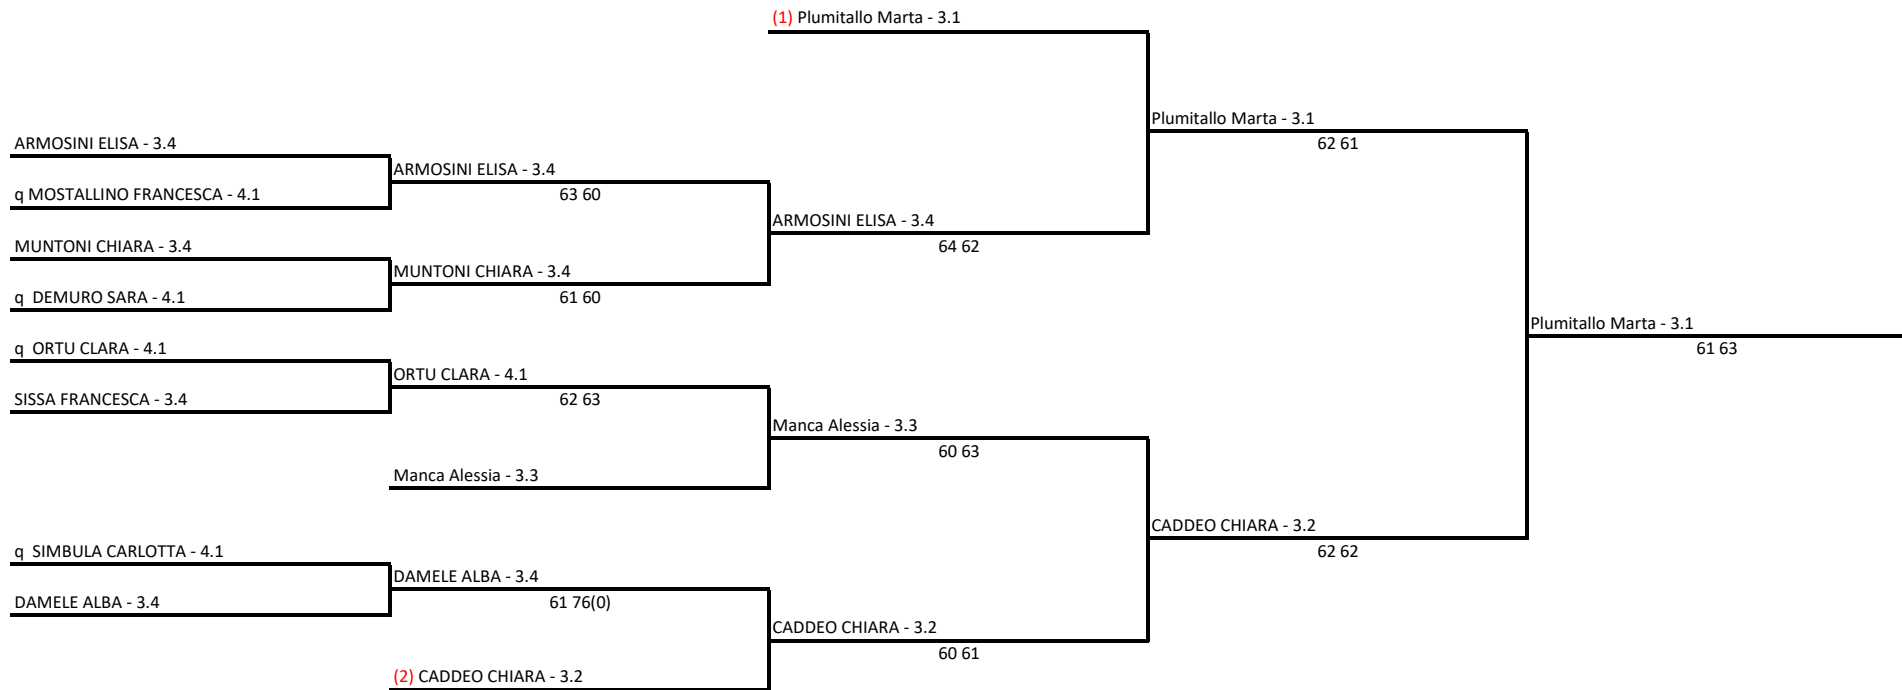 (1) Plumitallo Marta - 3.1
Plumitallo Marta - 3.1
62 61
ARMOSINI ELISA - 3.4
ARMOSINI ELISA - 3.4
63 60
q MOSTALLINO FRANCESCA - 4.1
ARMOSINI ELISA - 3.4
64 62
MUNTONI CHIARA - 3.4
MUNTONI CHIARA - 3.4
61 60
q  DEMURO SARA - 4.1
Plumitallo Marta - 3.1
61 63
q  ORTU CLARA - 4.1
ORTU CLARA - 4.1
62 63
SISSA FRANCESCA - 3.4
Manca Alessia - 3.3
60 63
Manca Alessia - 3.3
CADDEO CHIARA - 3.2
62 62
q  SIMBULA CARLOTTA - 4.1
DAMELE ALBA - 3.4
61 76(0)
DAMELE ALBA - 3.4
CADDEO CHIARA - 3.2
60 61
(2) CADDEO CHIARA - 3.2